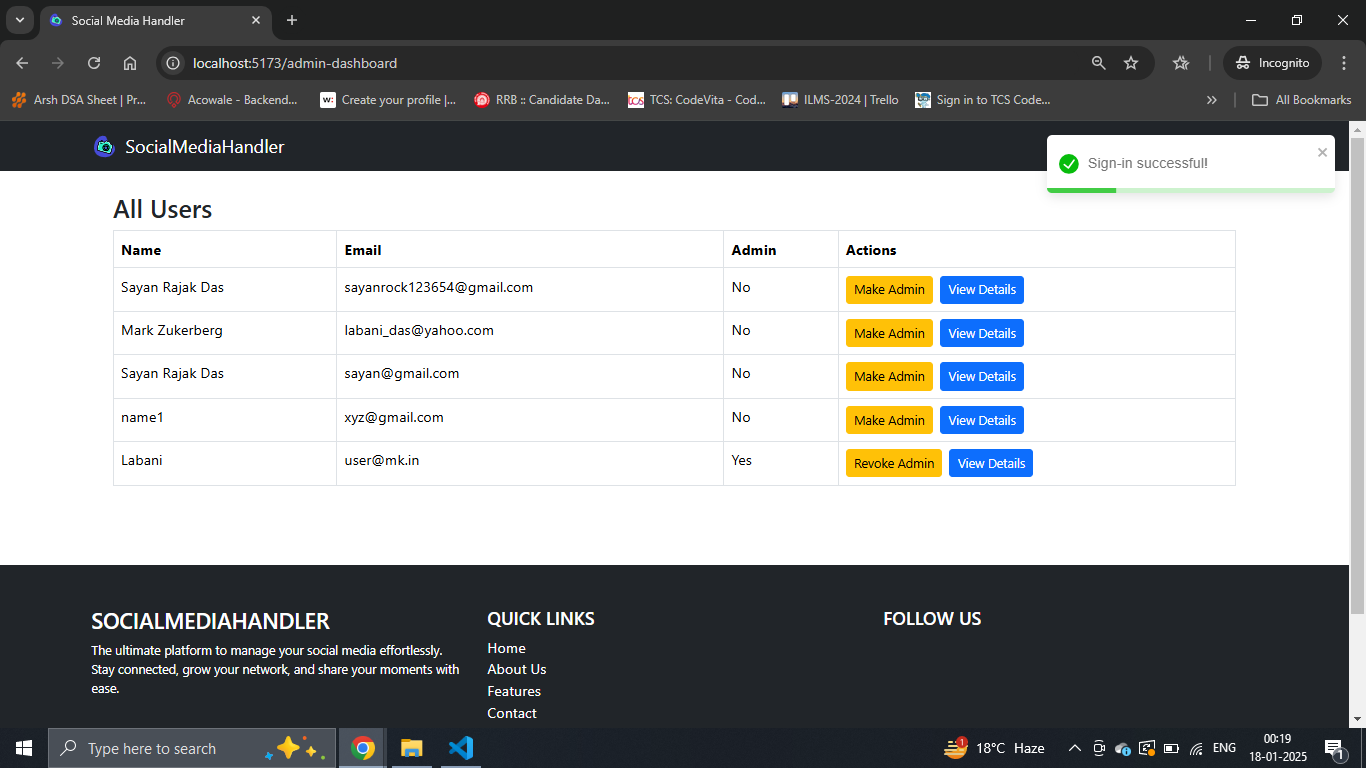 Social Media Handler
localhost:5173/admin-dashboard
Incognito
Arsh DSA Sheet | Pr...
Acowale - Backend...
Create your profile |...
RRB :: Candidate Da...
TCS: CodeVita - Cod...
ILMS-2024 | Trello
Sign in to TCS Code...
All Bookmarks
SocialMediaHandler
Sign-in successful!
All Users
Name Email Admin Actions
Sayan Rajak Das sayanrock123654@gmail.com No Make Admin View Details
Mark Zukerberg labani_das@yahoo.com No Make Admin View Details
Sayan Rajak Das sayan@gmail.com No Make Admin View Details
name1 xyz@gmail.com No Make Admin View Details
Labani user@mk.in Yes Revoke Admin View Details
SOCIALMEDIAHANDLER
The ultimate platform to manage your social media effortlessly.
Stay connected, grow your network, and share your moments with
ease.
QUICK LINKS
Home
About Us
Features
Contact
FOLLOW US
Type here to search
1
18°C Haze
ENG
00:19
18-01-2025
1